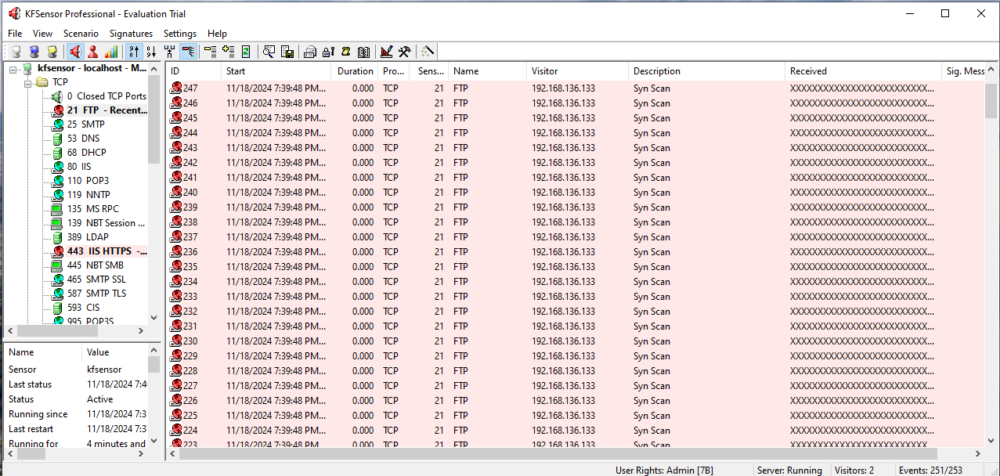 KFSensor Professional - Evaluation Trial
File View Scenario Signatures Settings Help
kfsensor - localhost - M...
TCP
0 Closed TCP Ports
21 FTP - Recent...
25 SMTP
53 DNS
68 DHCP
80 IIS
110 POP3
119 NNTP
135 MS RPC
139 NBT Session ...
389 LDAP
443 IIS HTTPS -...
445 NBT SMB
465 SMTP SSL
587 SMTP TLS
593 CIS
995 POP3S
Name Value
Sensor kfsensor
Last status 11/18/2024 7:4
Status Active
Running since 11/18/2024 7:3
Last restart 11/18/2024 7:3
Running for 4 minutes and
ID Start Duration Pro... Sens... Name Visitor Description Received Sig. Mess
247 11/18/2024 7:39:48 PM... 0.000 TCP 21 FTP 192.168.136.133 Syn Scan XXXXXXXXXXXXXXXXXXXXXXXXXX...
246 11/18/2024 7:39:48 PM... 0.000 TCP 21 FTP 192.168.136.133 Syn Scan XXXXXXXXXXXXXXXXXXXXXXXXXX...
245 11/18/2024 7:39:48 PM... 0.000 TCP 21 FTP 192.168.136.133 Syn Scan XXXXXXXXXXXXXXXXXXXXXXXXXX...
244 11/18/2024 7:39:48 PM... 0.000 TCP 21 FTP 192.168.136.133 Syn Scan XXXXXXXXXXXXXXXXXXXXXXXXXX...
243 11/18/2024 7:39:48 PM... 0.000 TCP 21 FTP 192.168.136.133 Syn Scan XXXXXXXXXXXXXXXXXXXXXXXXXX...
242 11/18/2024 7:39:48 PM... 0.000 TCP 21 FTP 192.168.136.133 Syn Scan XXXXXXXXXXXXXXXXXXXXXXXXXX...
241 11/18/2024 7:39:48 PM... 0.000 TCP 21 FTP 192.168.136.133 Syn Scan XXXXXXXXXXXXXXXXXXXXXXXXXX...
240 11/18/2024 7:39:48 PM... 0.000 TCP 21 FTP 192.168.136.133 Syn Scan XXXXXXXXXXXXXXXXXXXXXXXXXX...
239 11/18/2024 7:39:48 PM... 0.000 TCP 21 FTP 192.168.136.133 Syn Scan XXXXXXXXXXXXXXXXXXXXXXXXXX...
238 11/18/2024 7:39:48 PM... 0.000 TCP 21 FTP 192.168.136.133 Syn Scan XXXXXXXXXXXXXXXXXXXXXXXXXX...
237 11/18/2024 7:39:48 PM... 0.000 TCP 21 FTP 192.168.136.133 Syn Scan XXXXXXXXXXXXXXXXXXXXXXXXXX...
236 11/18/2024 7:39:48 PM... 0.000 TCP 21 FTP 192.168.136.133 Syn Scan XXXXXXXXXXXXXXXXXXXXXXXXXX...
235 11/18/2024 7:39:48 PM... 0.000 TCP 21 FTP 192.168.136.133 Syn Scan XXXXXXXXXXXXXXXXXXXXXXXXXX...
234 11/18/2024 7:39:48 PM... 0.000 TCP 21 FTP 192.168.136.133 Syn Scan XXXXXXXXXXXXXXXXXXXXXXXXXX...
233 11/18/2024 7:39:48 PM... 0.000 TCP 21 FTP 192.168.136.133 Syn Scan XXXXXXXXXXXXXXXXXXXXXXXXXX...
232 11/18/2024 7:39:48 PM... 0.000 TCP 21 FTP 192.168.136.133 Syn Scan XXXXXXXXXXXXXXXXXXXXXXXXXX...
231 11/18/2024 7:39:48 PM... 0.000 TCP 21 FTP 192.168.136.133 Syn Scan XXXXXXXXXXXXXXXXXXXXXXXXXX...
230 11/18/2024 7:39:48 PM... 0.000 TCP 21 FTP 192.168.136.133 Syn Scan XXXXXXXXXXXXXXXXXXXXXXXXXX...
229 11/18/2024 7:39:48 PM... 0.000 TCP 21 FTP 192.168.136.133 Syn Scan XXXXXXXXXXXXXXXXXXXXXXXXXX...
228 11/18/2024 7:39:48 PM... 0.000 TCP 21 FTP 192.168.136.133 Syn Scan XXXXXXXXXXXXXXXXXXXXXXXXXX...
227 11/18/2024 7:39:48 PM... 0.000 TCP 21 FTP 192.168.136.133 Syn Scan XXXXXXXXXXXXXXXXXXXXXXXXXX...
226 11/18/2024 7:39:48 PM... 0.000 TCP 21 FTP 192.168.136.133 Syn Scan XXXXXXXXXXXXXXXXXXXXXXXXXX...
225 11/18/2024 7:39:48 PM... 0.000 TCP 21 FTP 192.168.136.133 Syn Scan XXXXXXXXXXXXXXXXXXXXXXXXXX...
224 11/18/2024 7:39:48 PM... 0.000 TCP 21 FTP 192.168.136.133 Syn Scan XXXXXXXXXXXXXXXXXXXXXXXXXX...
223 11/18/2024 7:39:48 PM... 0.000 TCP 21 FTP 192.168.136.133 Syn Scan XXXXXXXXXXXXXXXXXXXXXXXXXX...
User Rights: Admin [7B] Server: Running Visitors: 2 Events: 251/253